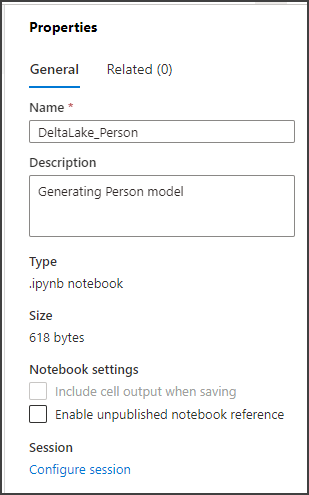 Properties
General Related (0)
Name *
DeltaLake_Person
Description
Generating Person model
Type
.ipynb notebook
Size
618 bytes
Notebook settings
Include cell output when saving
Enable unpublished notebook reference
Session
Configure session